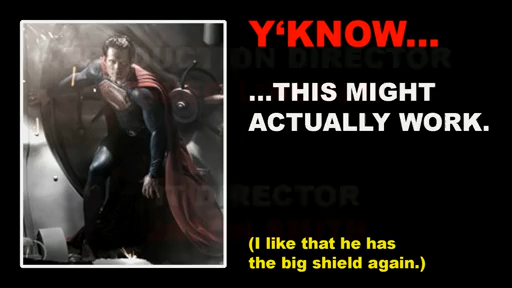 Y‘KNOW...
...THIS MIGHT
ACTUALLY WORK.
(I like that he has
the big shield again.)